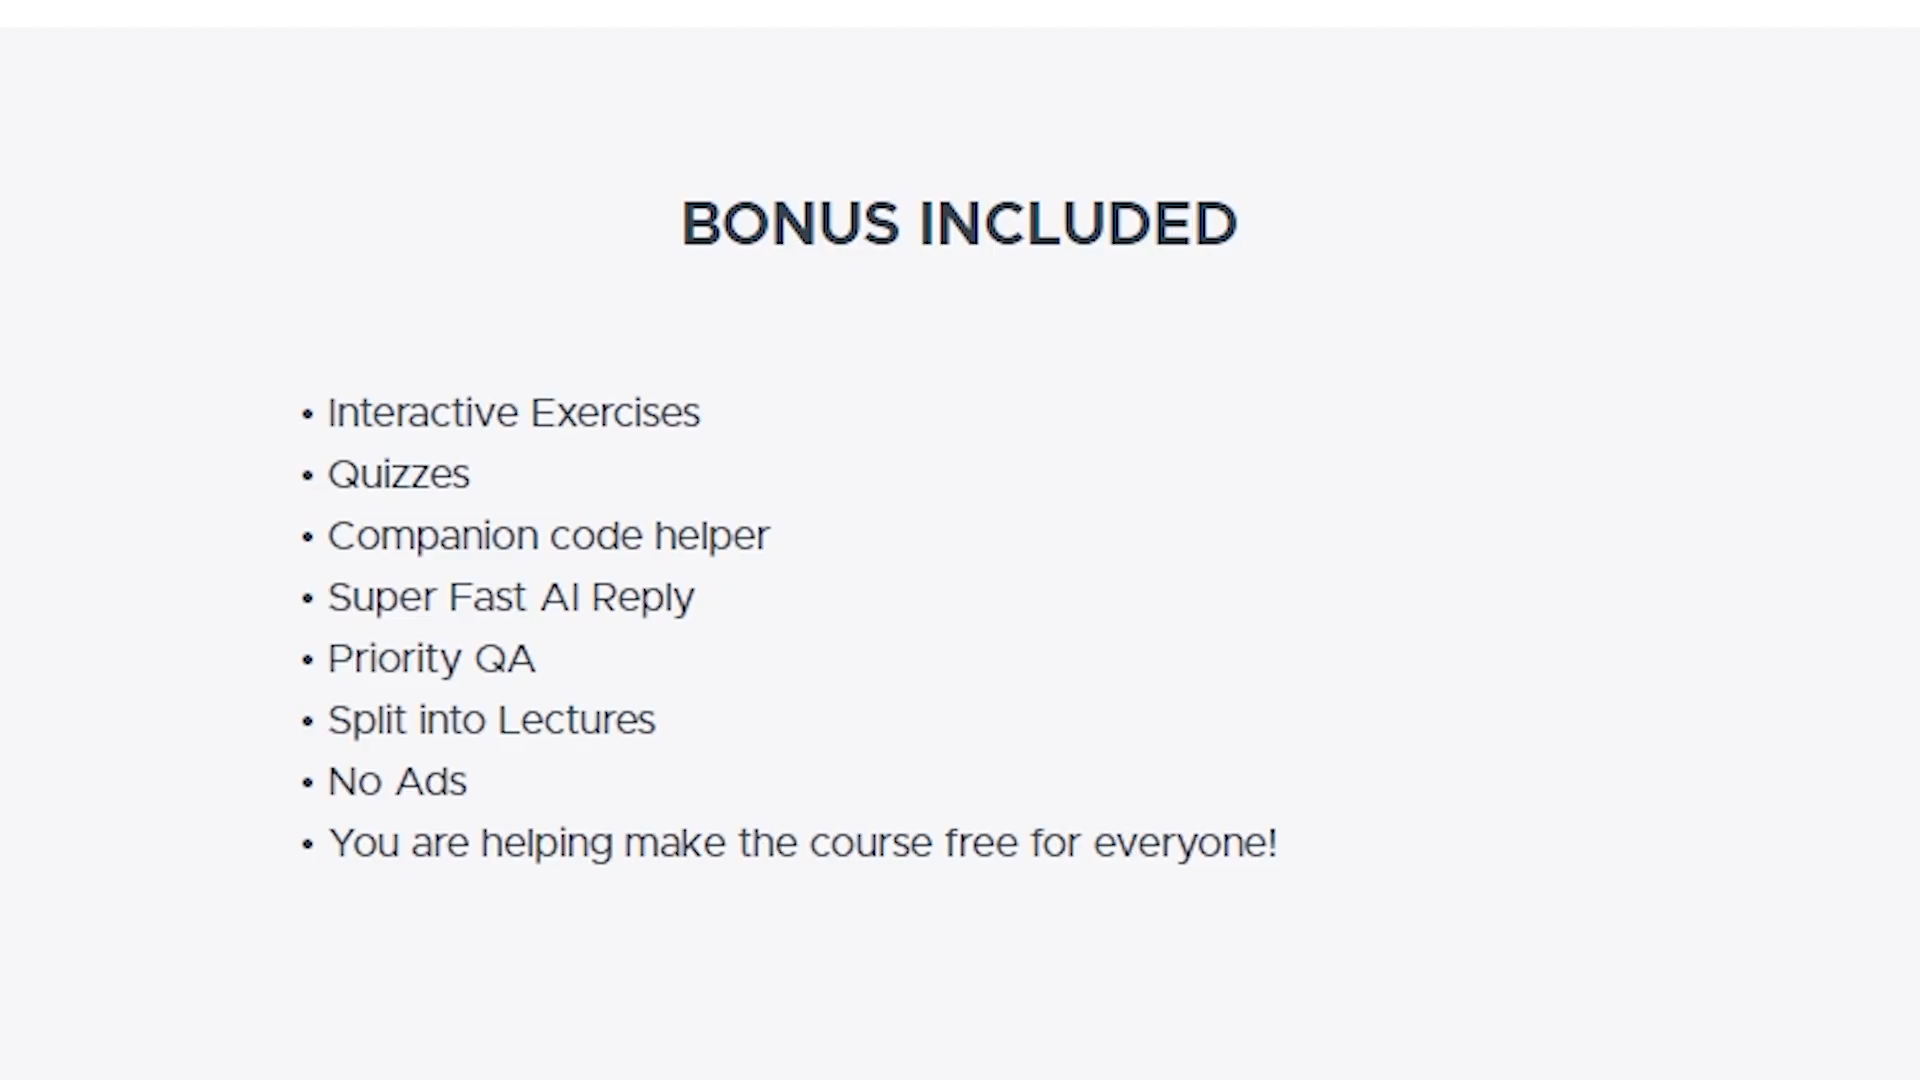 BONUS INCLUDED
• Interactive Exercises
• Quizzes
• Companion code helper
• Super Fast AI Reply
• Priority QA
• Split into Lectures
• No Ads
• You are helping make the course free for everyone!